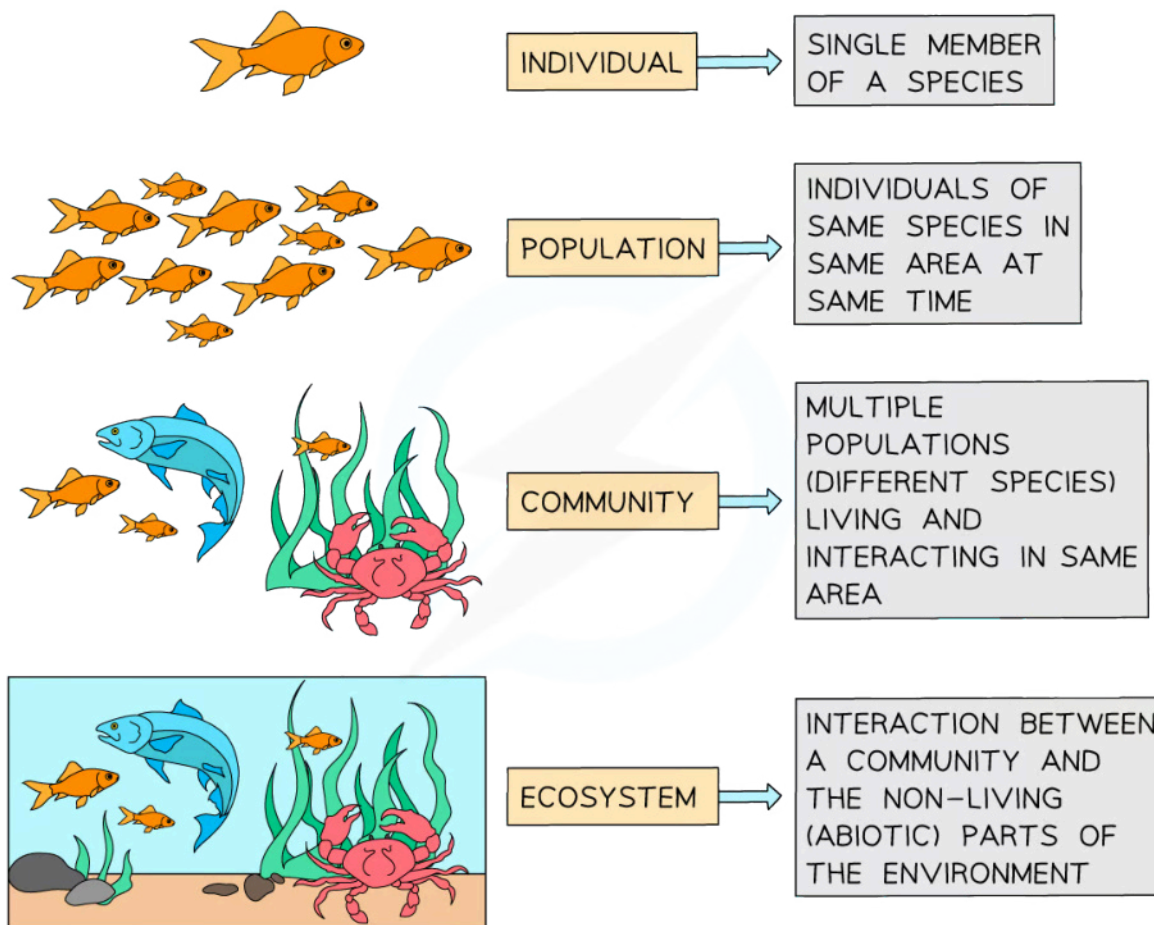 INDIVIDUAL
SINGLE MEMBER
OF A SPECIES
POPULATION
INDIVIDUALS OF
SAME SPECIES IN
SAME AREA AT
SAME TIME
COMMUNITY
MULTIPLE
POPULATIONS
(DIFFERENT SPECIES)
LIVING AND
INTERACTING IN SAME
AREA
ECOSYSTEM
INTERACTION BETWEEN
A COMMUNITY AND
THE NON-LIVING
(ABIOTIC) PARTS OF
THE ENVIRONMENT